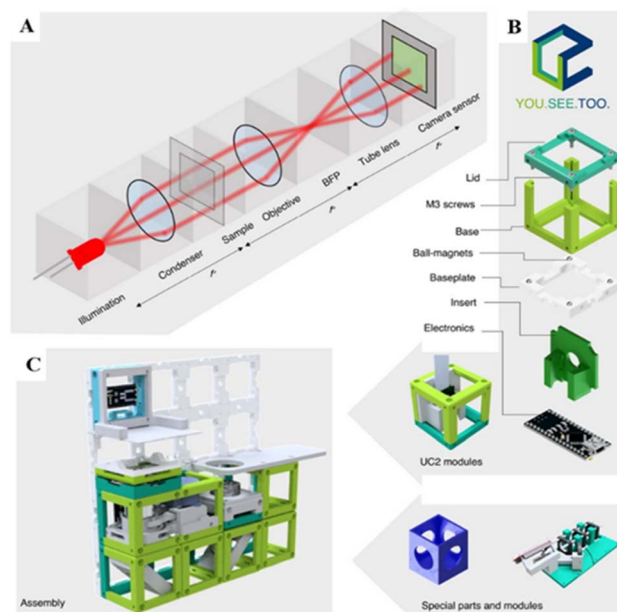 A
Illumination
Condenser
Sample
Objective
BFP
Tube lens
Camera sensor
B
YOU.SEE.TOO.
Lid
M3 screws
Base
Ball-magnets
Baseplate
Insert
Electronics
UC2 modules
C
Assembly
Special parts and modules